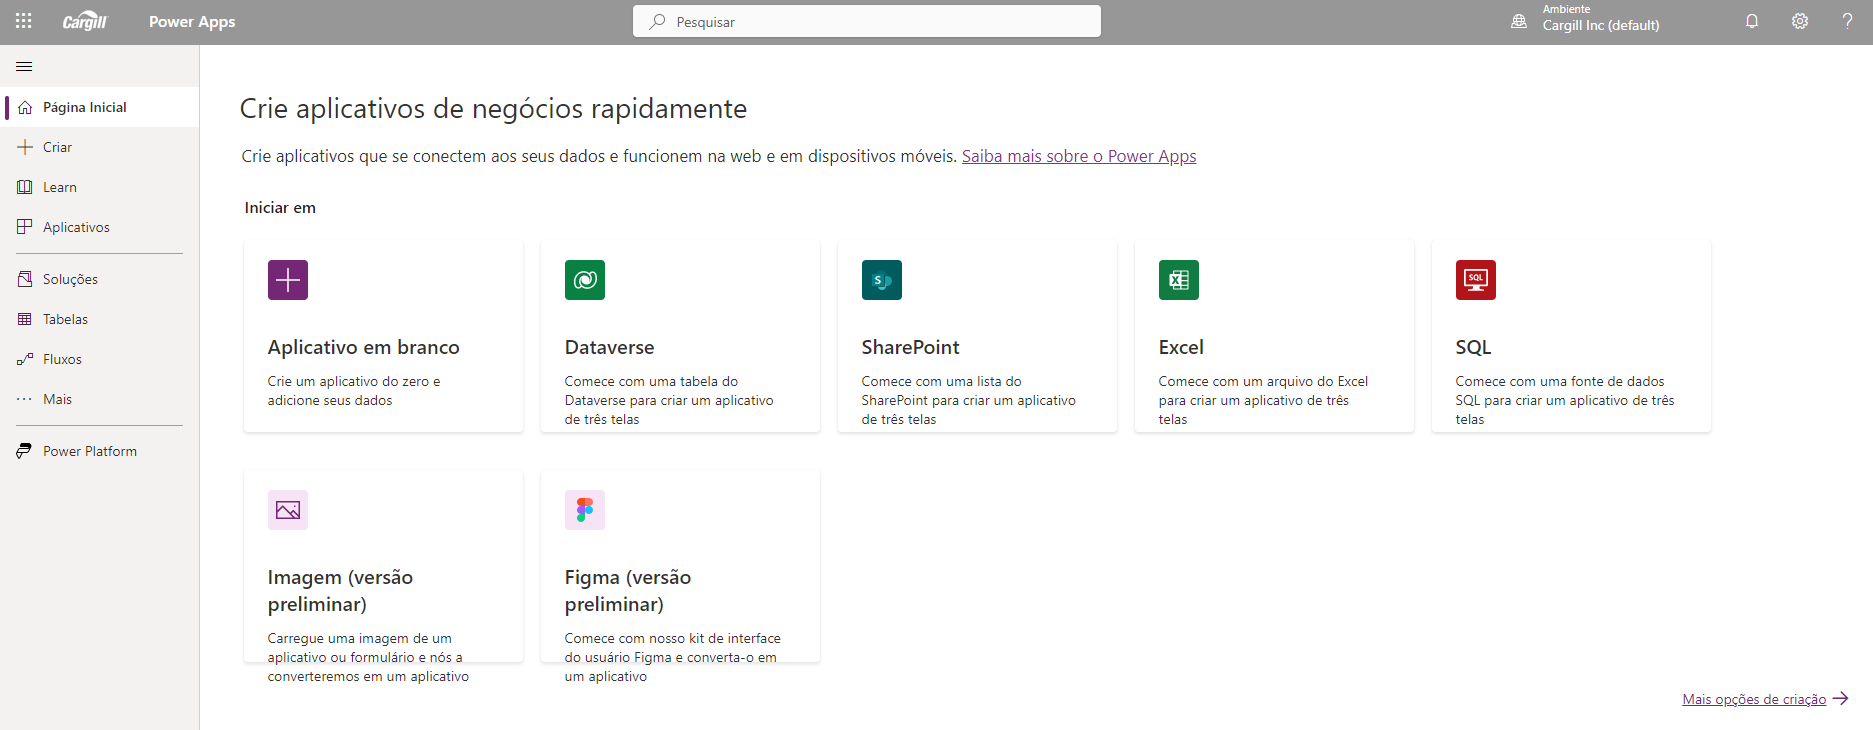 Cargill
Power Apps
Pesquisar
Ambiente
Cargill Inc (default)
?
Página Inicial
Criar
Learn
Aplicativos
Soluções
Tabelas
Fluxos
Mais
Power Platform
Crie aplicativos de negócios rapidamente
Crie aplicativos que se conectem aos seus dados e funcionem na web e em dispositivos móveis. Saiba mais sobre o Power Apps
Iniciar em
Aplicativo em branco
Crie um aplicativo do zero e
adicione seus dados
Dataverse
Comece com uma tabela do
Dataverse para criar um aplicativo
de três telas
S
SharePoint
Comece com uma lista do
SharePoint para criar um aplicativo
de três telas
X
Excel
Comece com um arquivo do Excel
para criar um aplicativo de três
telas
SQL
SQL
Comece com uma fonte de dados
SQL para criar um aplicativo de três
telas
Imagem (versão
preliminar)
Carregue uma imagem de um
aplicativo ou formulário e nós a
converteremos em um aplicativo
Figma (versão
preliminar)
Comece com nosso kit de interface
do usuário Figma e converta-o em
um aplicativo
Mais opções de criação